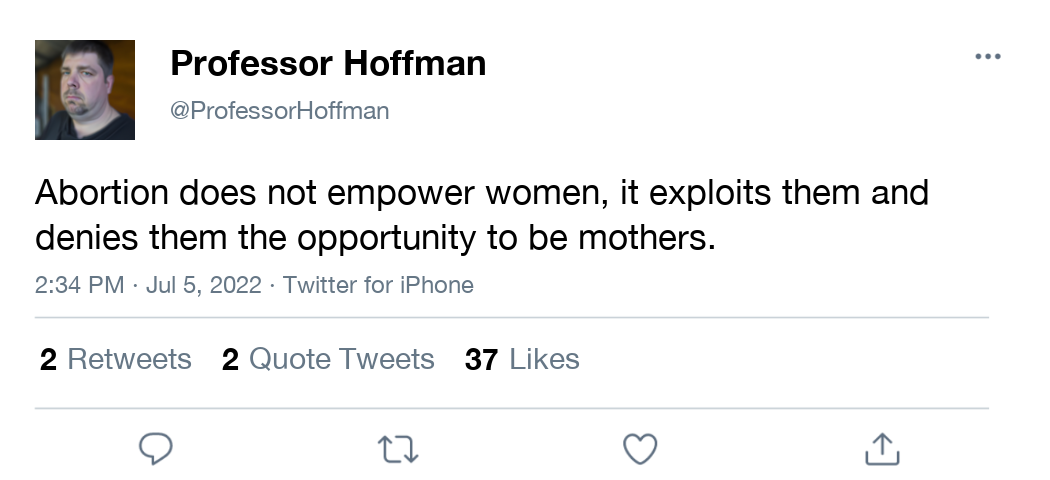 Professor Hoffman
@ProfessorHoffman
Abortion does not empower women, it exploits them and
denies them the opportunity to be mothers.
2:34 PM · Jul 5, 2022 · Twitter for iPhone
2 Retweets 2 Quote Tweets 37 Likes